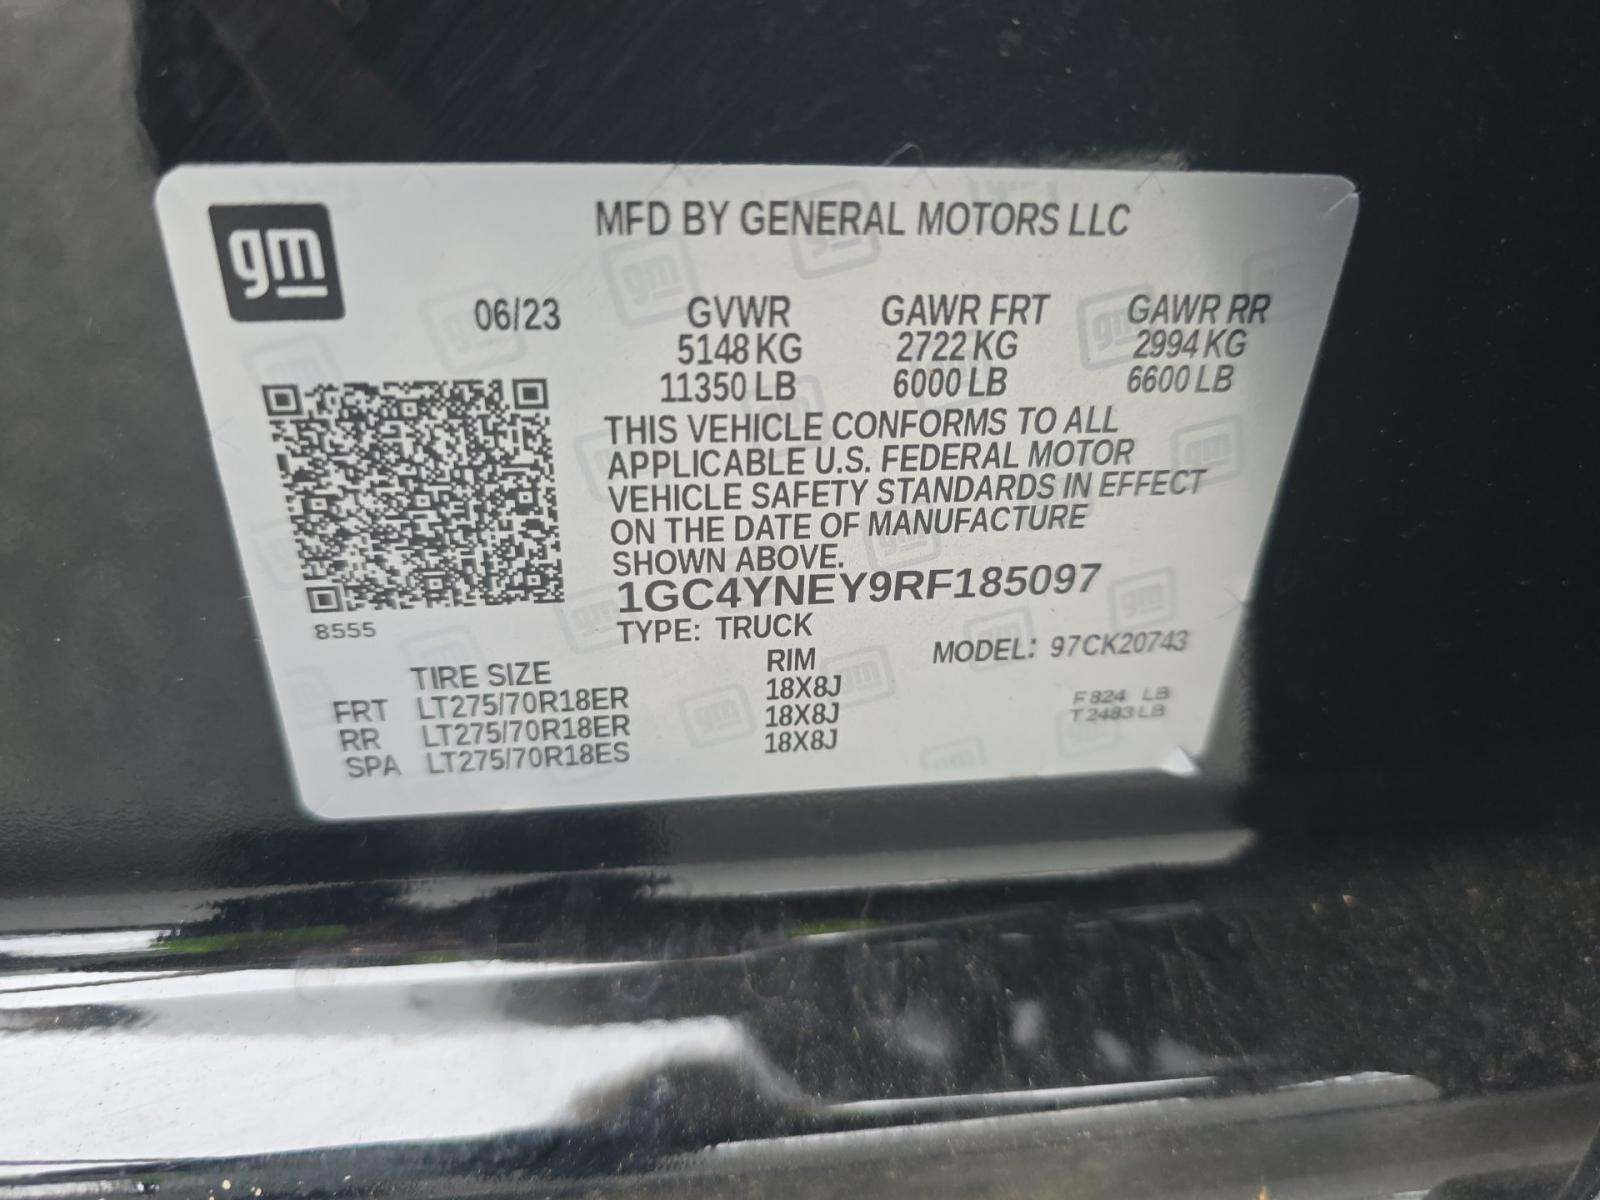 gm
MFD BY GENERAL MOTORS LLC
06/23 GVWR GAWR FRT GAWR RR
5148 KG 2722 KG 2994 KG
11350 LB 6000 LB 6600 LB
THIS VEHICLE CONFORMS TO ALL
APPLICABLE U.S. FEDERAL MOTOR
VEHICLE SAFETY STANDARDS IN EFFECT
ON THE DATE OF MANUFACTURE
SHOWN ABOVE.
1GC4YNEY9RF185097
8555
TYPE: TRUCK
MODEL: 97CK20743
TIRE SIZE RIM
FRT LT275/70R18ER 18X8J
RR LT275/70R18ER 18X8J
SPA LT275/70R18ES 18X8J
F 824 LB
T 2483 LB